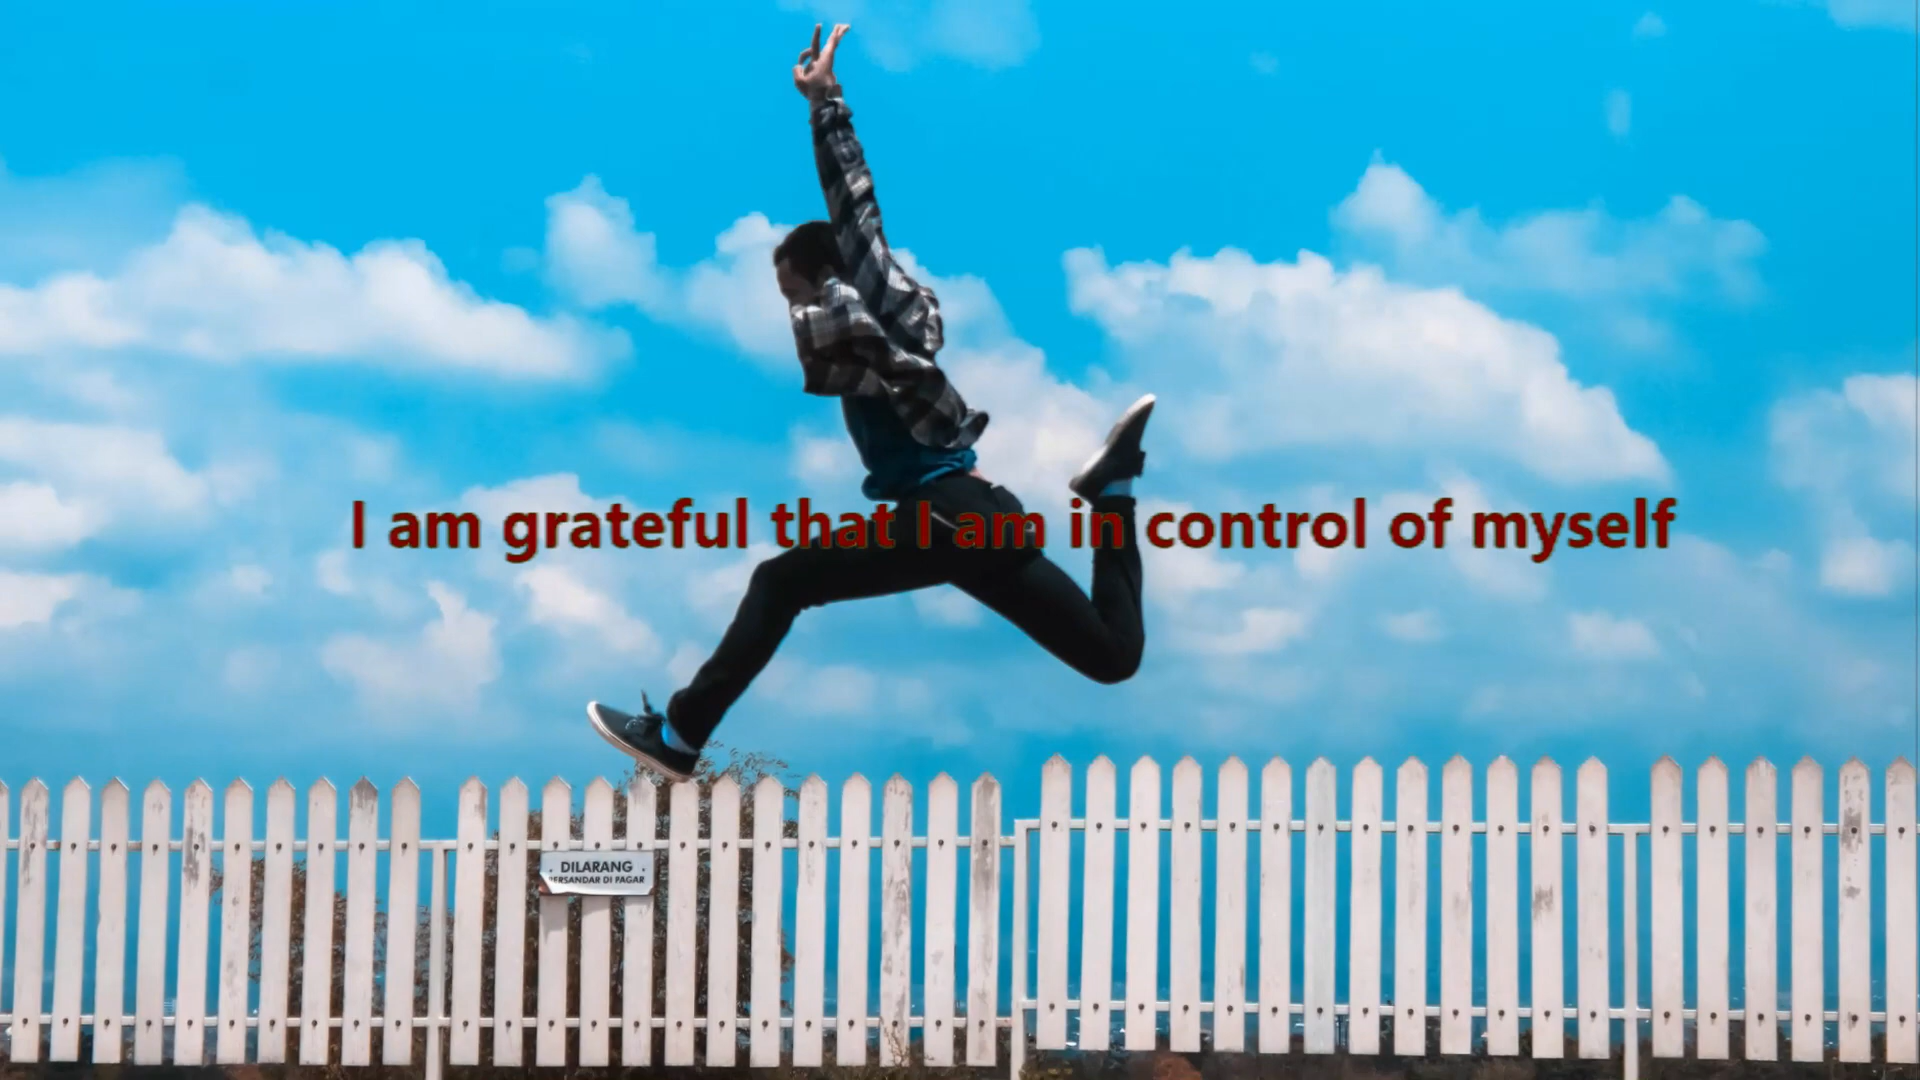 I am grateful that I am in control of myself
DILARANG
BERSANDAR DI PAGAR